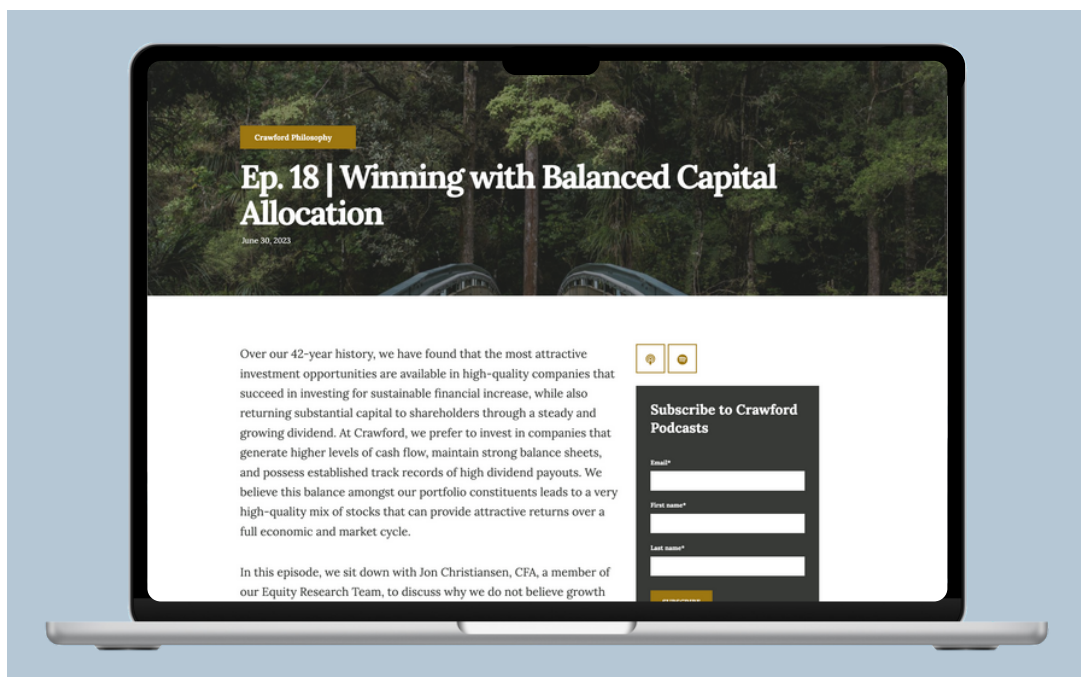 Crawford Philosophy
Ep. 18 | Winning with Balanced Capital
Allocation
June 30, 2023
Over our 42-year history, we have found that the most attractive
investment opportunities are available in high-quality companies that
succeed in investing for sustainable financial increase, while also
returning substantial capital to shareholders through a steady and
growing dividend. At Crawford, we prefer to invest in companies that
generate higher levels of cash flow, maintain strong balance sheets,
and possess established track records of high dividend payouts. We
believe this balance amongst our portfolio constituents leads to a very
high-quality mix of stocks that can provide attractive returns over a
full economic and market cycle.
In this episode, we sit down with Jon Christiansen, CFA, a member of
our Equity Research Team, to discuss why we do not believe growth
Subscribe to Crawford
Podcasts
Email*
First name*
Last name*
SUBSCRIBE